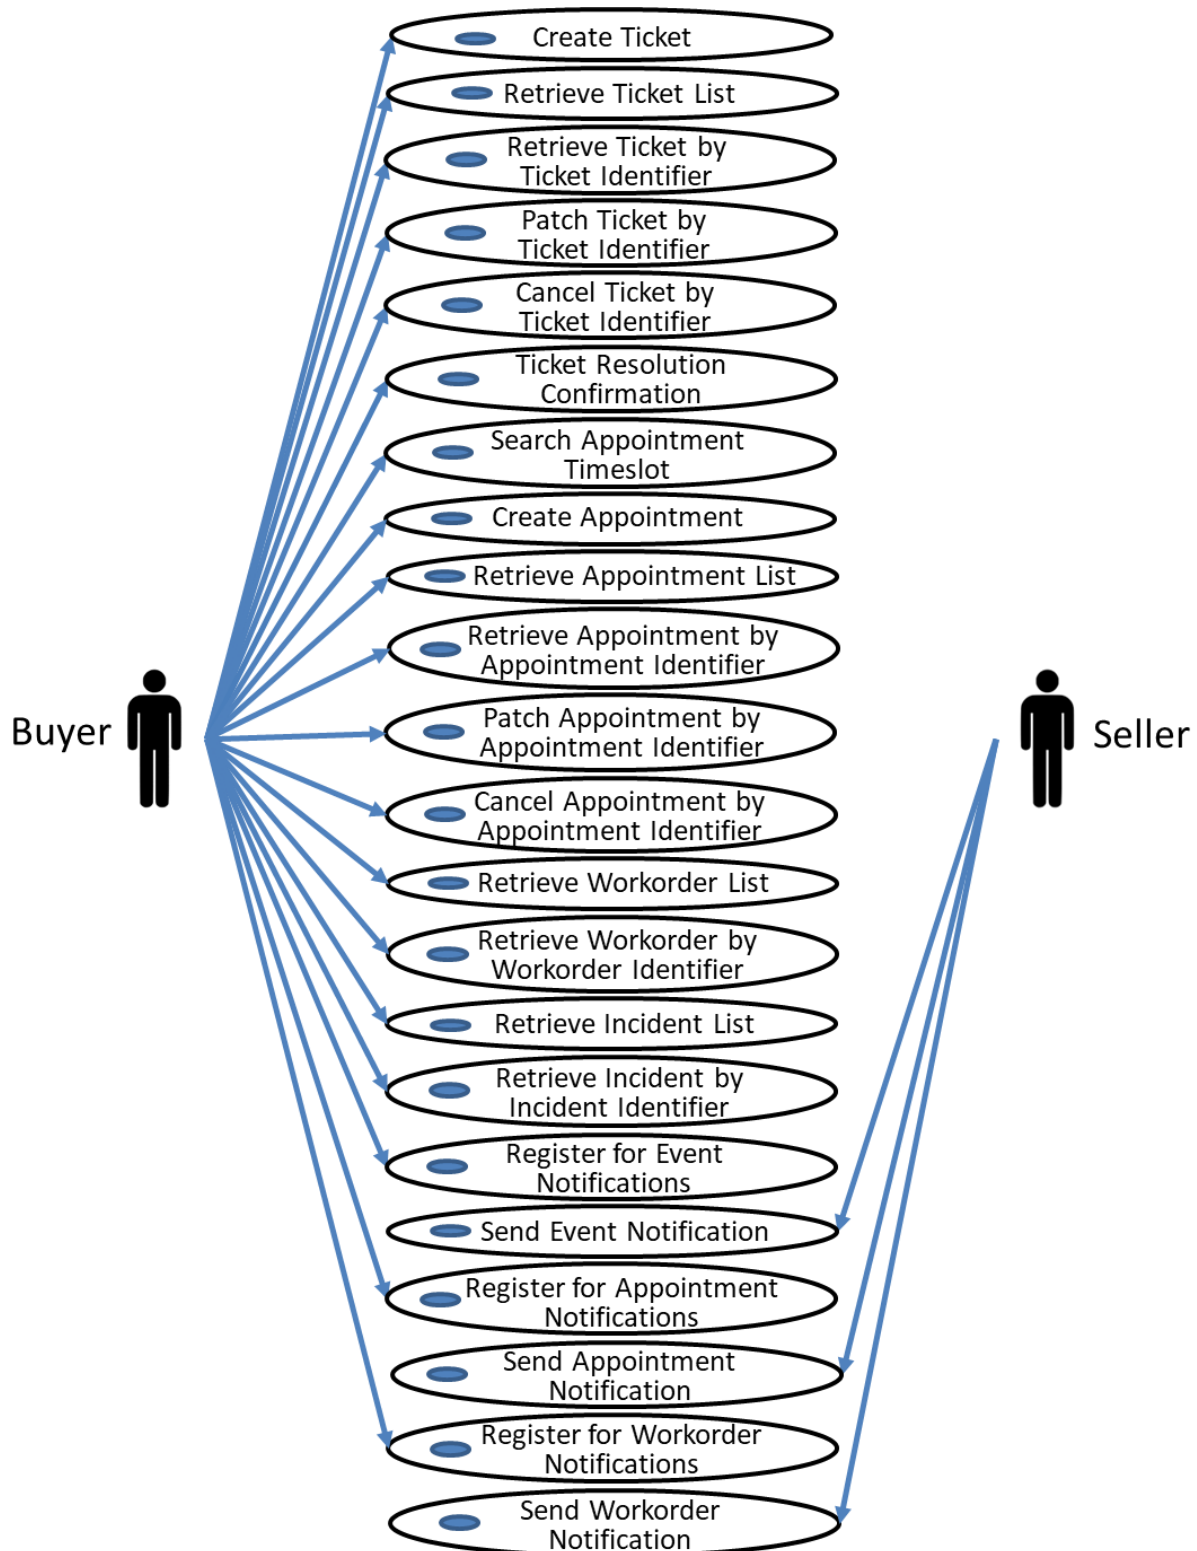 Create Ticket
Retrieve Ticket List
Retrieve Ticket by
Ticket Identifier
Patch Ticket by
Ticket Identifier
Cancel Ticket by
Ticket Identifier
Ticket Resolution
Confirmation
Search Appointment
Timeslot
Create Appointment
Retrieve Appointment List
Retrieve Appointment by
Appointment Identifier
Buyer
Patch Appointment by
Appointment Identifier
Seller
Cancel Appointment by
Appointment Identifier
Retrieve Workorder List
Retrieve Workorder by
Workorder Identifier
Retrieve Incident List
Retrieve Incident by
Incident Identifier
Register for Event
Notifications
Send Event Notification
Register for Appointment
Notifications
Send Appointment
Notification
Register for Workorder
Notifications
Send Workorder
Notification